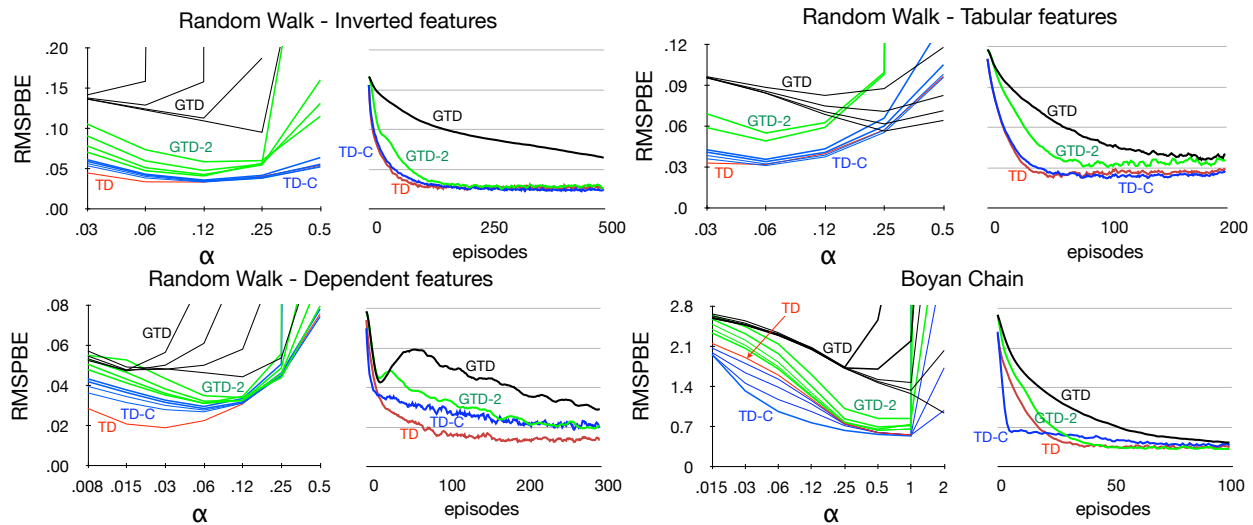 Random Walk - Inverted features
RMSPBE
.20
.15
.10
.05
.00
GTD
GTD-2
TD
TD-C
.03 .06 .12 .25 0.5
α
GTD
GTD-2
TD-C
TD
0 250 500
episodes
Random Walk - Tabular features
RMSPBE
.12
.09
.06
.03
.0
GTD
GTD-2
TD
TD-C
.03 .06 .12 .25 0.5
α
GTD
GTD-2
TD
TD-C
0 100 200
episodes
Random Walk - Dependent features
RMSPBE
.08
.06
.04
.02
.00
GTD
GTD-2
TD-C
TD
.008 .015 .03 .06 .12 .25 0.5
α
GTD
GTD-2
TD-C
TD
0 100 200 300
episodes
Boyan Chain
RMSPBE
2.8
2.1
1.4
0.7
0
TD
GTD
GTD-2
TD-C
.015 .03 .06 .12 .25 0.5 1 2
α
GTD
GTD-2
TD-C
TD
0 50 100
episodes